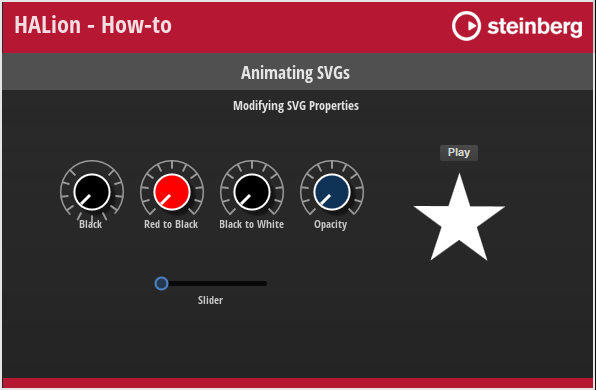 HALion - How-to
steinberg
Animating SVGs
Modifying SVG Properties
Play
Black
Red to Black
Black to White
Opacity
Slider